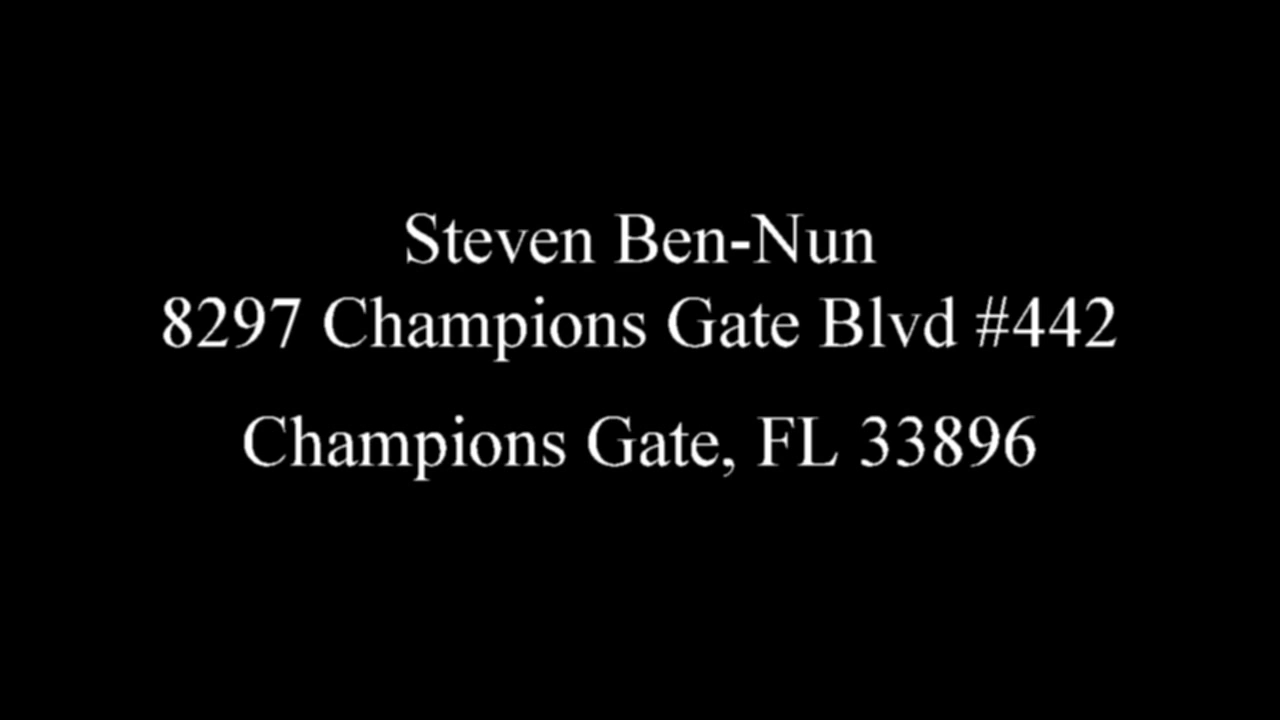 Steven Ben-Nun
8297 Champions Gate Blvd #442
Champions Gate, FL 33896